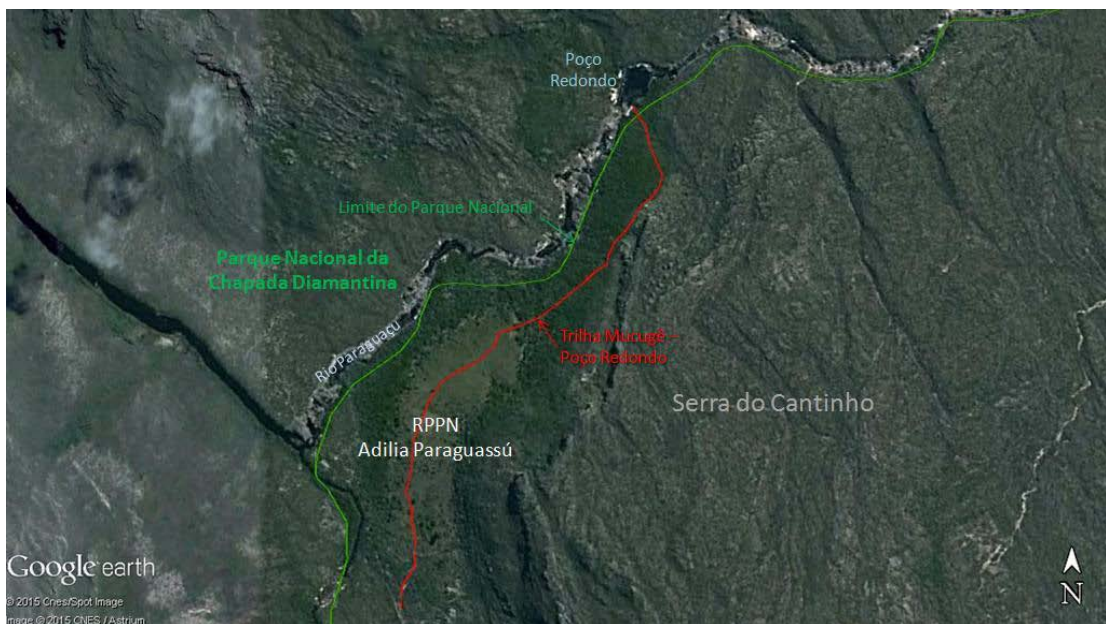 Poço
Redondo
Limite do Parque Nacional
Parque Nacional da
Chapada Diamantina
Rio Paraguaçu
Trilha Mucugê –
Poço Redondo
Serra do Cantinho
RPPN
Adilia Paraguassú
Google earth
© 2015 Cnes/Spot Image
Image © 2015 CNES / Astrium
N